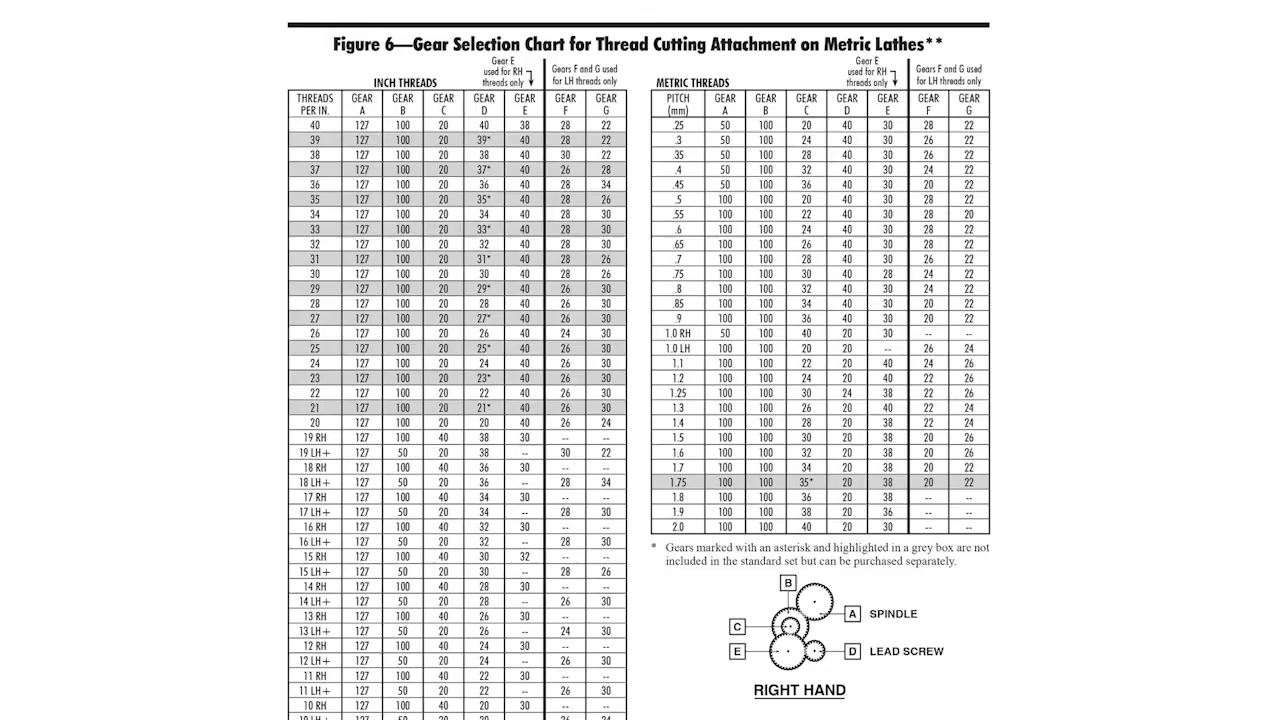 Figure 6—Gear Selection Chart for Thread Cutting Attachment on Metric Lathes**
INCH THREADS
Gear E
used for RH
threads only
Gears F and G used
for LH threads only
THREADS PER IN. GEAR A GEAR B GEAR C GEAR D GEAR E GEAR F GEAR G
40 127 100 20 40 38 28 22
39 127 100 20 39* 40 28 22
38 127 100 20 38 40 30 22
37 127 100 20 37* 40 26 28
36 127 100 20 36 40 28 34
35 127 100 20 35* 40 28 26
34 127 100 20 34 40 28 30
33 127 100 20 33* 40 28 30
32 127 100 20 32 40 28 30
31 127 100 20 31* 40 28 26
30 127 100 20 30 40 28 26
29 127 100 20 29* 40 26 30
28 127 100 20 28 40 26 30
27 127 100 20 27* 40 26 30
26 127 100 20 26 40 24 30
25 127 100 20 25* 40 26 30
24 127 100 20 24 40 26 30
23 127 100 20 23* 40 26 30
22 127 100 20 22 40 26 30
21 127 100 20 21* 40 26 30
20 127 100 20 20 40 26 24
19 RH 127 100 40 38 30 -- --
19 LH+ 127 50 20 38 -- 30 22
18 RH 127 100 40 36 30 -- --
18 LH+ 127 50 20 36 -- 28 34
17 RH 127 100 40 34 30 -- --
17 LH+ 127 50 20 34 -- 28 30
16 RH 127 100 40 32 30 -- --
16 LH+ 127 50 20 32 -- 28 30
15 RH 127 100 40 30 32 -- --
15 LH+ 127 50 20 30 -- 28 26
14 RH 127 100 40 28 30 -- --
14 LH+ 127 50 20 28 -- 26 30
13 RH 127 100 40 26 30 -- --
13 LH+ 127 50 20 26 -- 24 30
12 RH 127 100 40 24 30 -- --
12 LH+ 127 50 20 24 -- 26 30
11 RH 127 100 40 22 30 -- --
11 LH+ 127 50 20 22 -- 26 30
10 RH 127 100 40 20 30 -- --
METRIC THREADS
Gear E
used for RH
threads only
Gears F and G used
for LH threads only
PITCH (mm) GEAR A GEAR B GEAR C GEAR D GEAR E GEAR F GEAR G
.25 50 100 20 40 30 28 22
.3 50 100 24 40 30 26 22
.35 50 100 28 40 30 26 22
.4 50 100 32 40 30 24 22
.45 50 100 36 40 30 20 22
.5 100 100 20 40 30 28 22
.55 100 100 22 40 30 28 20
.6 100 100 24 40 30 28 22
.65 100 100 26 40 30 28 22
.7 100 100 28 40 30 26 22
.75 100 100 30 40 28 24 22
.8 100 100 32 40 30 24 22
.85 100 100 34 40 30 20 22
.9 100 100 36 40 30 20 22
1.0 RH 50 100 40 20 30 -- --
1.0 LH 100 100 20 20 -- 26 24
1.1 100 100 22 20 40 24 26
1.2 100 100 24 20 40 22 26
1.25 100 100 30 24 38 22 26
1.3 100 100 26 20 40 22 24
1.4 100 100 28 20 38 22 24
1.5 100 100 30 20 38 20 26
1.6 100 100 32 20 38 20 26
1.7 100 100 34 20 38 20 22
1.75 100 100 35* 20 38 20 22
1.8 100 100 36 20 38 -- --
1.9 100 100 38 20 36 -- --
2.0 100 100 40 20 30 -- --
* Gears marked with an asterisk and highlighted in a grey box are not
included in the standard set but can be purchased separately.
B
A SPINDLE
C
E
D LEAD SCREW
RIGHT HAND